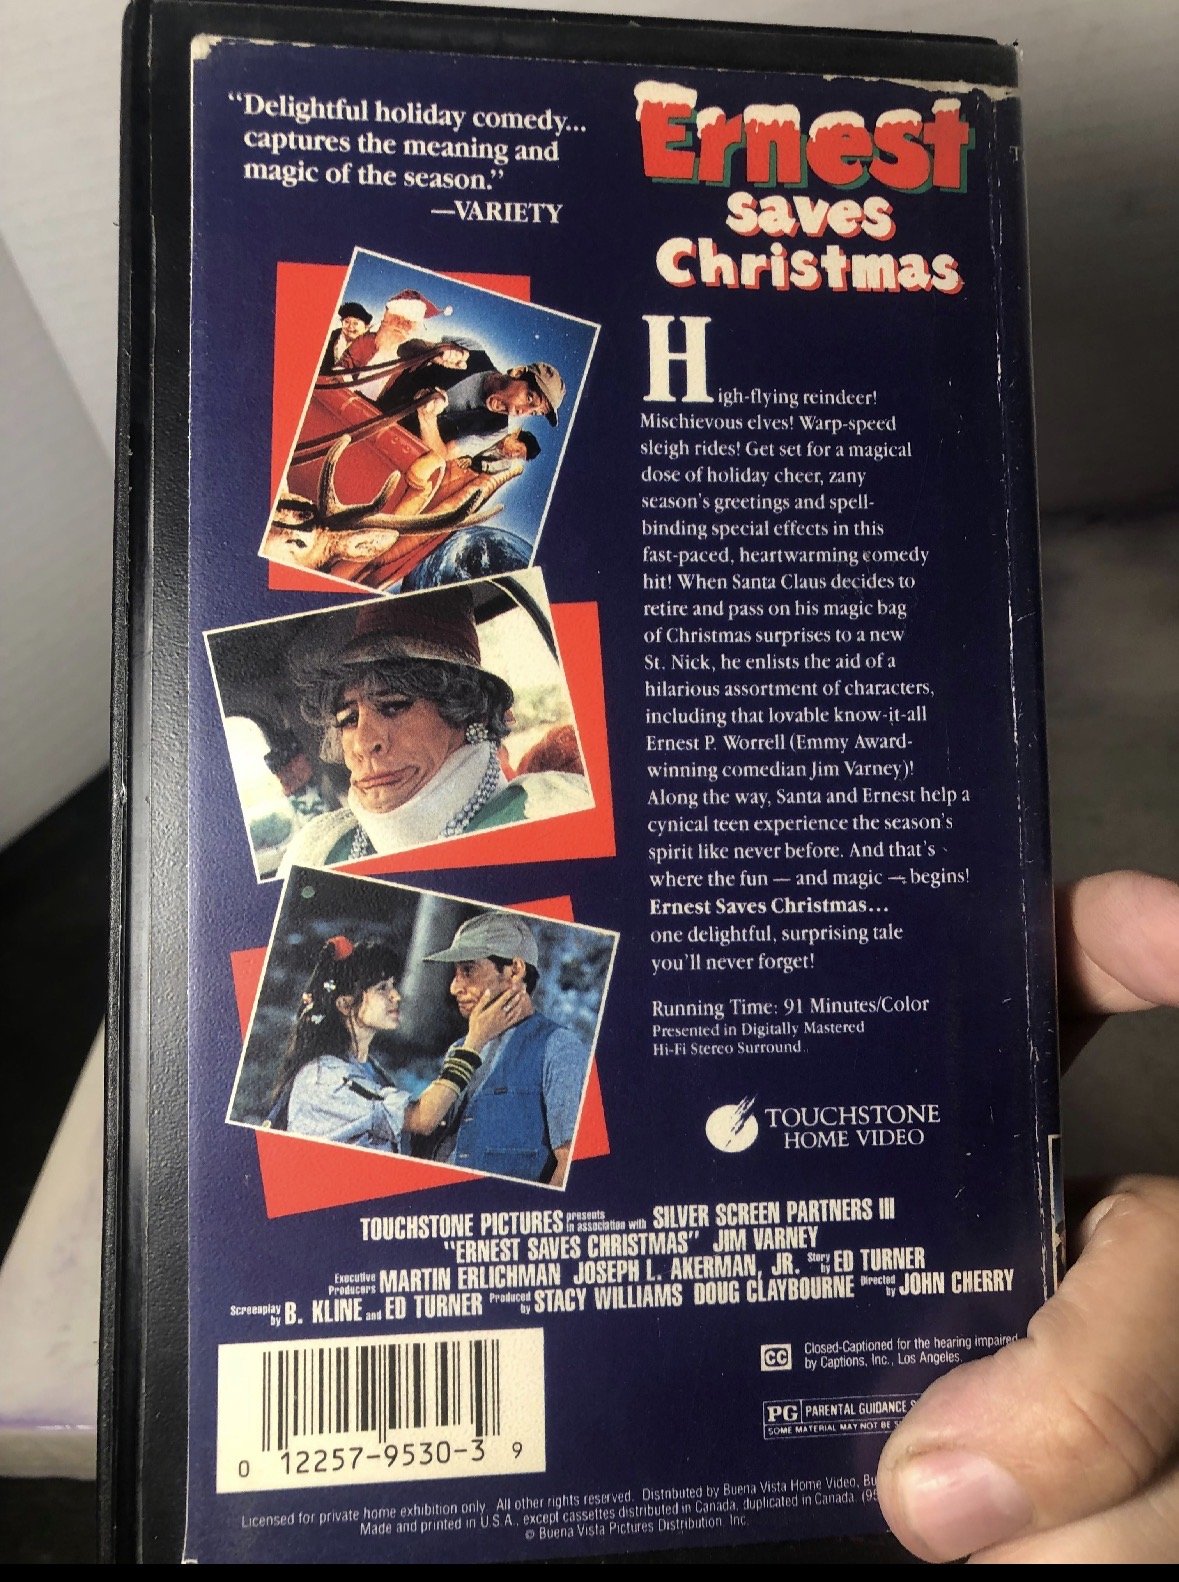 “Delightful holiday comedy...
captures the meaning and
magic of the season.”
—VARIETY
Ernest
saves
Christmas
High-flying reindeer!
Mischievous elves! Warp-speed
sleigh rides! Get set for a magical
dose of holiday cheer, zany
season's greetings and spell-
binding special effects in this
fast-paced, heartwarming comedy
hit! When Santa Claus decides to
retire and pass on his magic bag
of Christmas surprises to a new
St. Nick, he enlists the aid of a
hilarious assortment of characters,
including that lovable know-it-all
Ernest P. Worrell (Emmy Award-
winning comedian Jim Varney)!
Along the way, Santa and Ernest help a
cynical teen experience the season's
spirit like never before. And that's
where the fun — and magic — begins!
Ernest Saves Christmas...
one delightful, surprising tale
you'll never forget!
Running Time: 91 Minutes/Color
Presented in Digitally Mastered
Hi-Fi Stereo Surround.
TOUCHSTONE
HOME VIDEO
TOUCHSTONE PICTURES presents in association with SILVER SCREEN PARTNERS III
"ERNEST SAVES CHRISTMAS" JIM VARNEY
Executive Producers MARTIN ERLICHMAN JOSEPH L. AKERMAN, JR. Story by ED TURNER
Screenplay by B. KLINE and ED TURNER Produced by STACY WILLIAMS DOUG CLAYBOURNE Directed by JOHN CHERRY
0 12257-9530-3 9
CC Closed-Captioned for the hearing impaired
by Captions, Inc., Los Angeles.
PG PARENTAL GUIDANCE
SOME MATERIAL MAY NOT BE
Licensed for private home exhibition only. All other rights reserved. Distributed by Buena Vista Home Video,
Made and printed in U.S.A., except cassettes distributed in Canada, duplicated in Canada.
© Buena Vista Pictures Distribution, Inc.